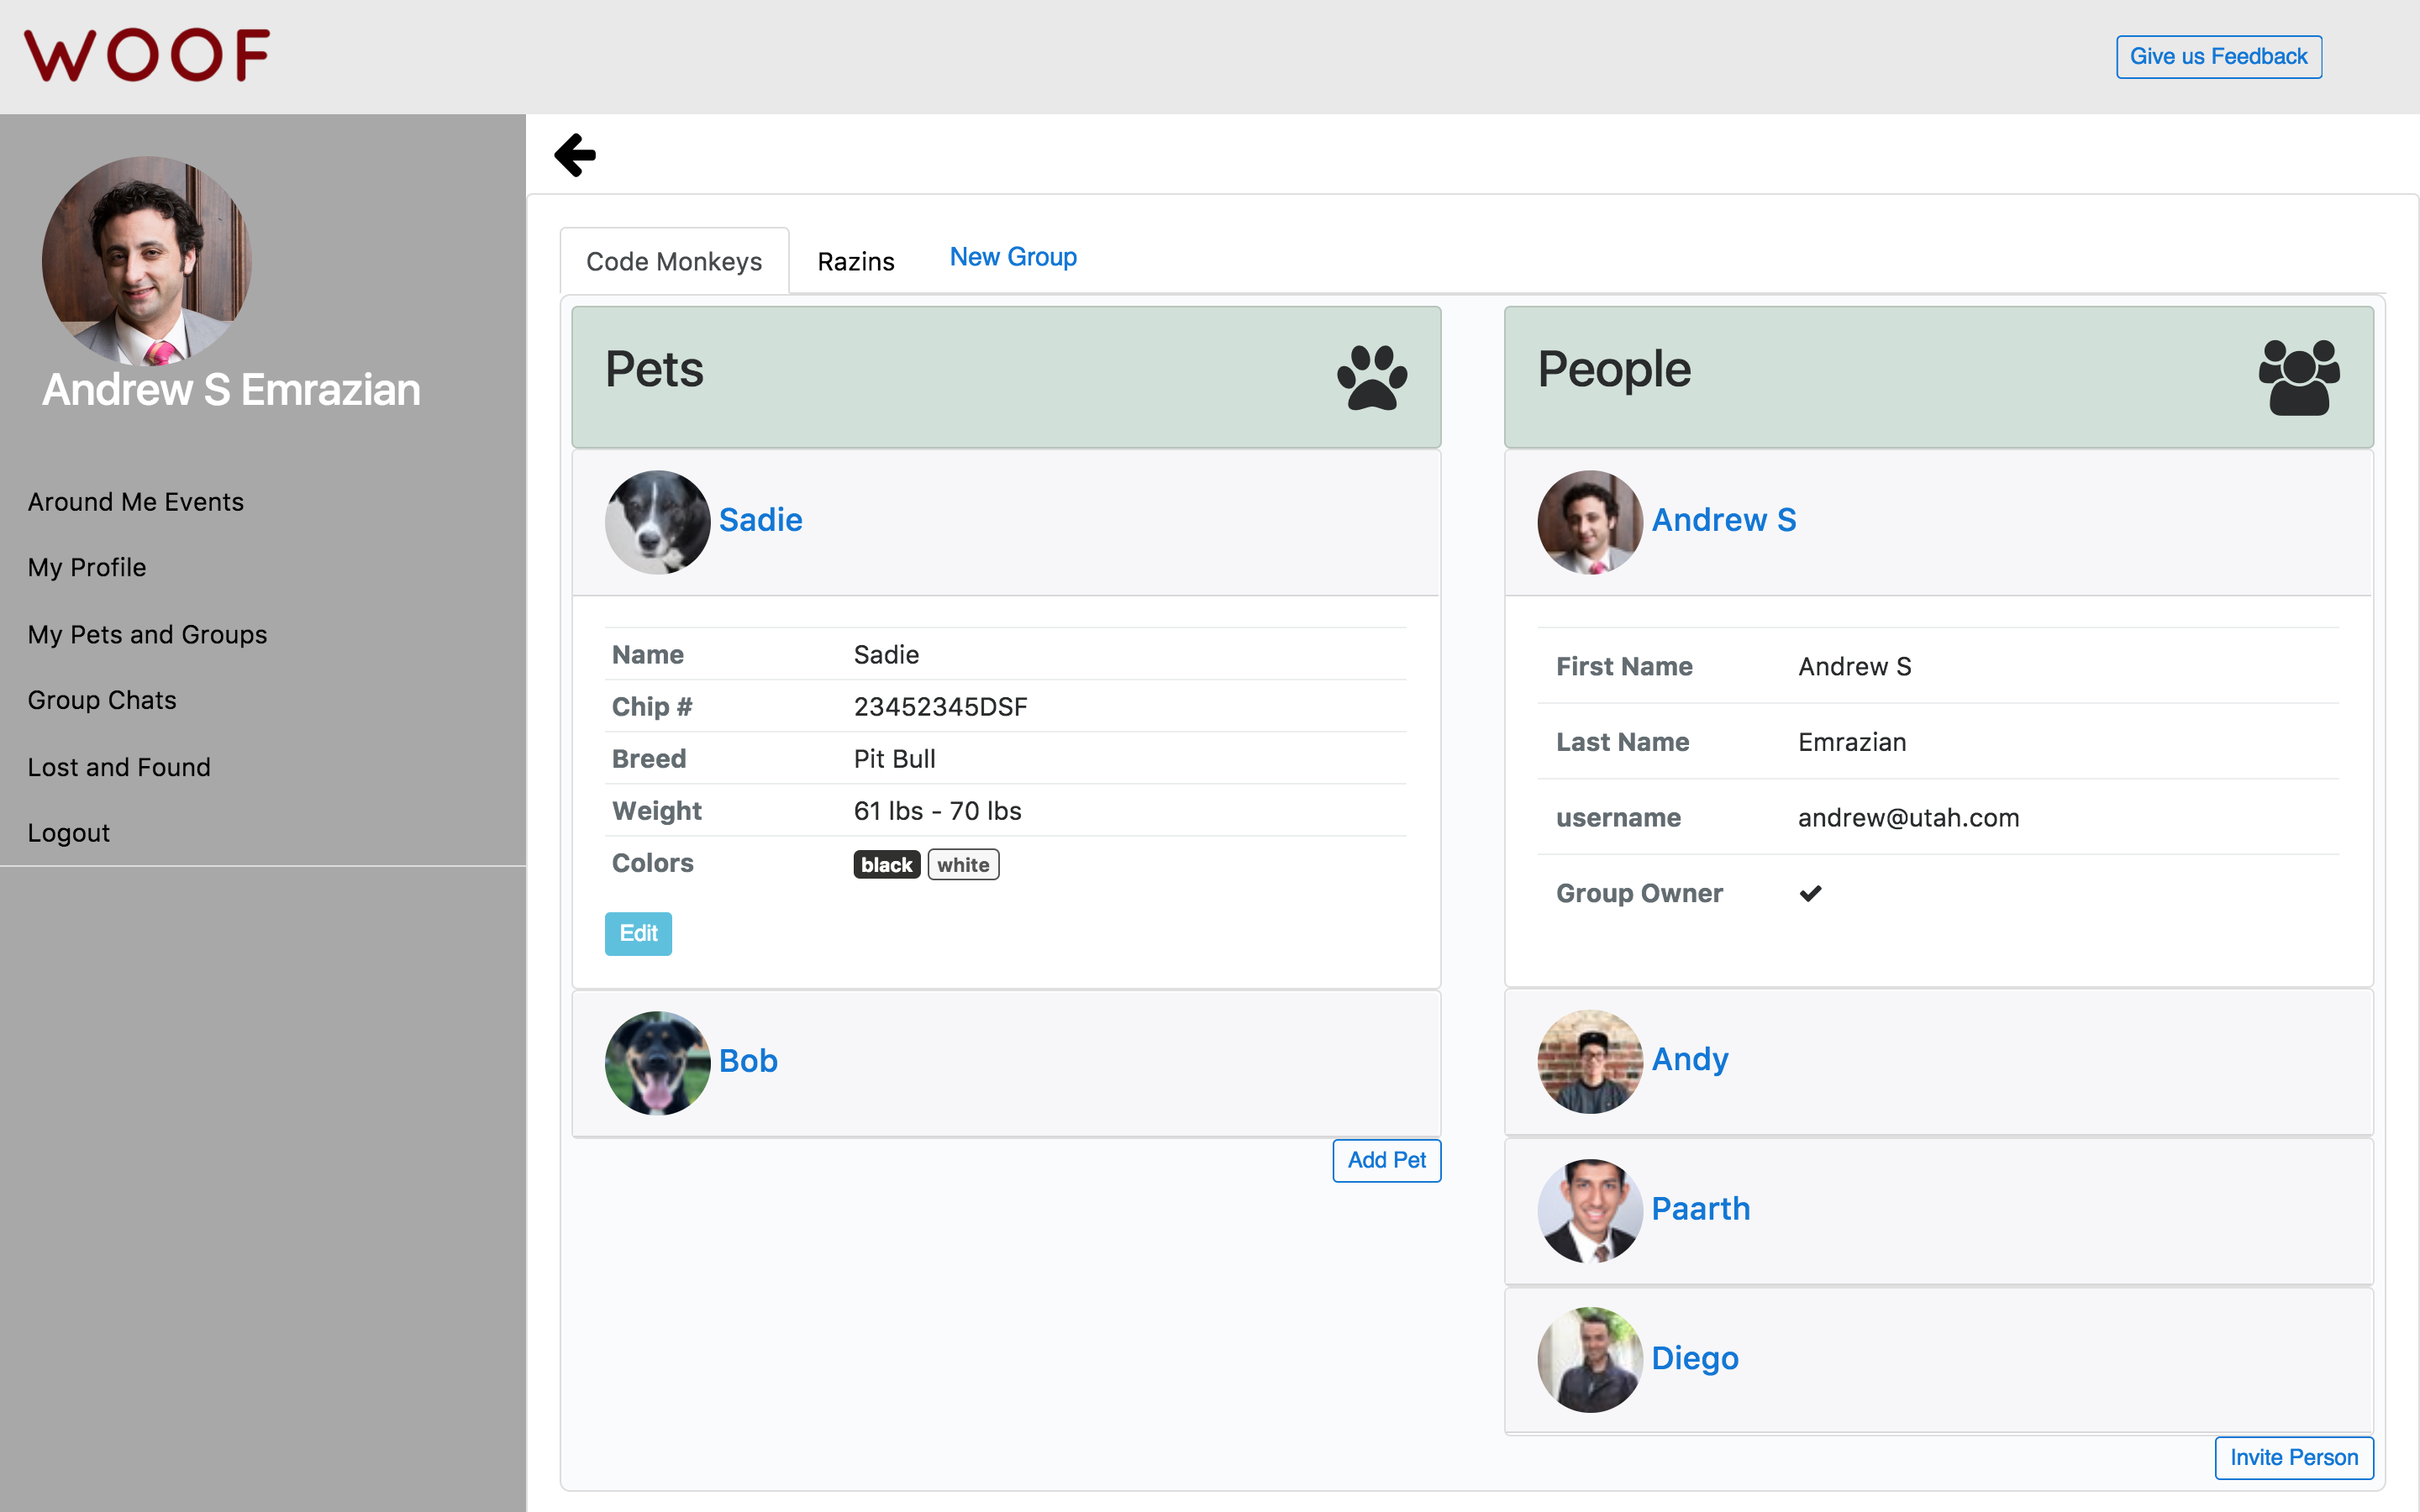 WOOF
Give us Feedback
Andrew S Emrazian
Around Me Events
My Profile
My Pets and Groups
Group Chats
Lost and Found
Logout
Code Monkeys
Razins
New Group
Pets
Sadie
Name Sadie
Chip # 23452345DSF
Breed Pit Bull
Weight 61 lbs - 70 lbs
Colors black white
Edit
Bob
Add Pet
People
Andrew S
First Name Andrew S
Last Name Emrazian
username andrew@utah.com
Group Owner
Andy
Paarth
Diego
Invite Person